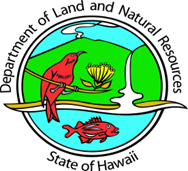 Department of Land and Natural Resources
State of Hawaii